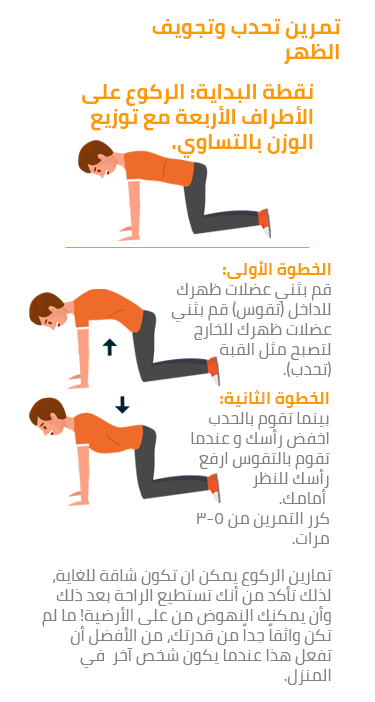 تمرين تحدب وتجويف
الظهر
نقطة البداية: الركوع على
الأطراف الأربعة مع توزيع
الوزن بالتساوي.
الخطوة الأولى:
قم بثني عضلات ظهرك
للداخل (تقوس) قم بثني
عضلات ظهرك للخارج
لتصبح مثل القبة
(تحدب).
الخطوة الثانية:
بينما تقوم بالحدب
اخفض رأسك و عندما
تقوم بالتقوس ارفع
رأسك للنظر
أمامك.
كرر التمرين من ٥-٣
مرات.
تمارين الركوع يمكن ان تكون شاقة للغاية،
لذلك تأكد من أنك تستطيع الراحة بعد ذلك
وأن يمكنك النهوض من على الأرضية! ما لم
تكن واثقاً جداً من قدرتك، من الأفضل أن
تفعل هذا عندما يكون شخص آخر في
المنزل.